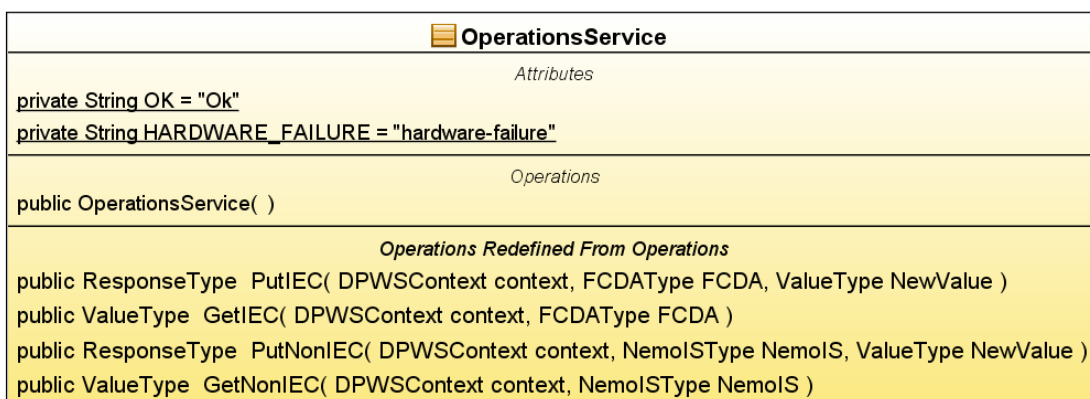 OperationsService
Attributes
private String OK = "Ok"
private String HARDWARE_FAILURE = "hardware-failure"
Operations
public OperationsService( )
Operations Redefined From Operations
public ResponseType PutIEC( DPWSContext context, FCDAType FCDA, ValueType NewValue )
public ValueType GetIEC( DPWSContext context, FCDAType FCDA )
public ResponseType PutNonIEC( DPWSContext context, NemoISType NemoIS, ValueType NewValue )
public ValueType GetNonIEC( DPWSContext context, NemoISType NemoIS )